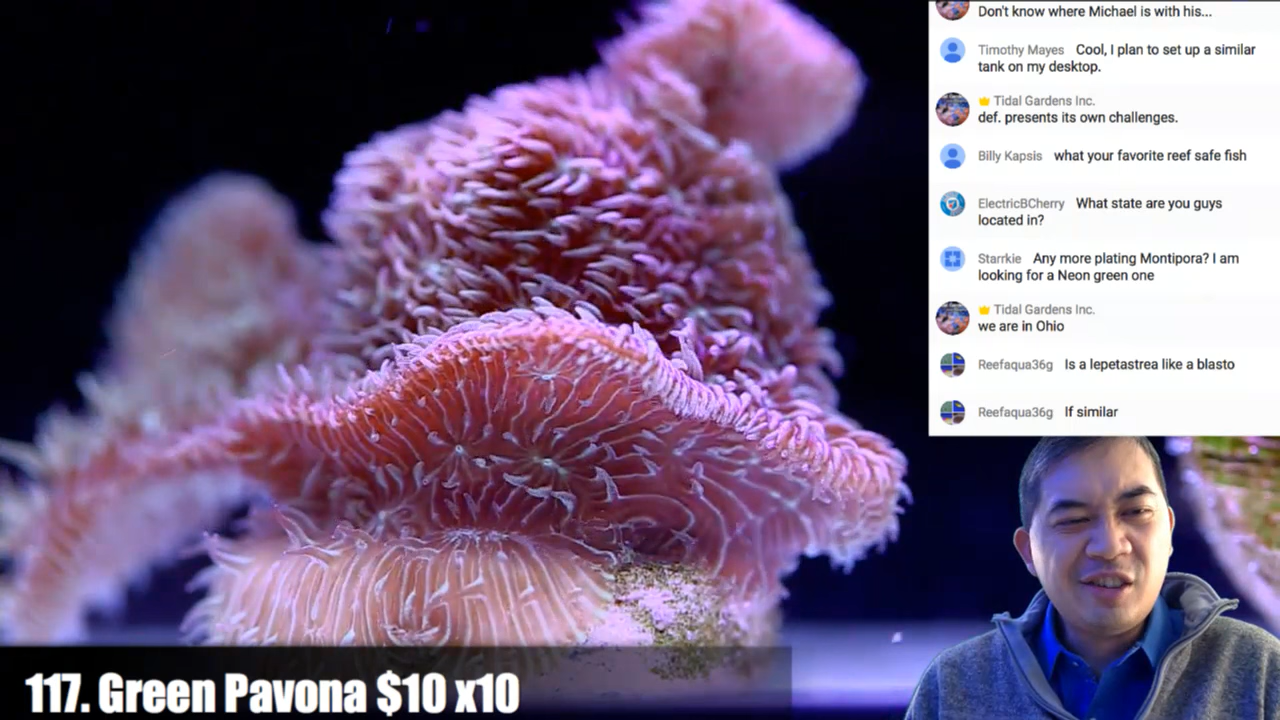 Don't know where Michael is with his...
Timothy Mayes Cool, I plan to set up a similar
tank on my desktop.
Tidal Gardens Inc.
def. presents its own challenges.
Billy Kapsis what your favorite reef safe fish
ElectricBCherry What state are you guys
located in?
Starrkie Any more plating Montipora? I am
looking for a Neon green one
Tidal Gardens Inc.
we are in Ohio
Reefaqua36g Is a lepetastrea like a blasto
Reefaqua36g If similar
117. Green Pavona $10 x10